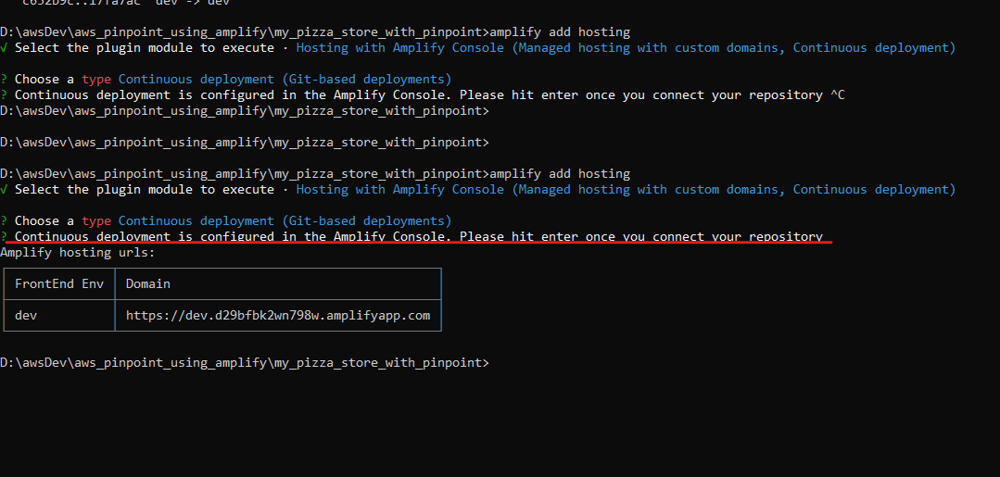 c652D9c..17fa7ac  dev -> dev
D:\awsDev\aws_pinpoint_using_amplify\my_pizza_store_with_pinpoint>amplify add hosting
√ Select the plugin module to execute · Hosting with Amplify Console (Managed hosting with custom domains, Continuous deployment)
? Choose a type Continuous deployment (Git-based deployments)
? Continuous deployment is configured in the Amplify Console. Please hit enter once you connect your repository ^C
D:\awsDev\aws_pinpoint_using_amplify\my_pizza_store_with_pinpoint>
D:\awsDev\aws_pinpoint_using_amplify\my_pizza_store_with_pinpoint>
D:\awsDev\aws_pinpoint_using_amplify\my_pizza_store_with_pinpoint>amplify add hosting
√ Select the plugin module to execute · Hosting with Amplify Console (Managed hosting with custom domains, Continuous deployment)
? Choose a type Continuous deployment (Git-based deployments)
? Continuous deployment is configured in the Amplify Console. Please hit enter once you connect your repository
Amplify hosting urls:
FrontEnd Env Domain
dev https://dev.d29bfbk2wn798w.amplifyapp.com
D:\awsDev\aws_pinpoint_using_amplify\my_pizza_store_with_pinpoint>